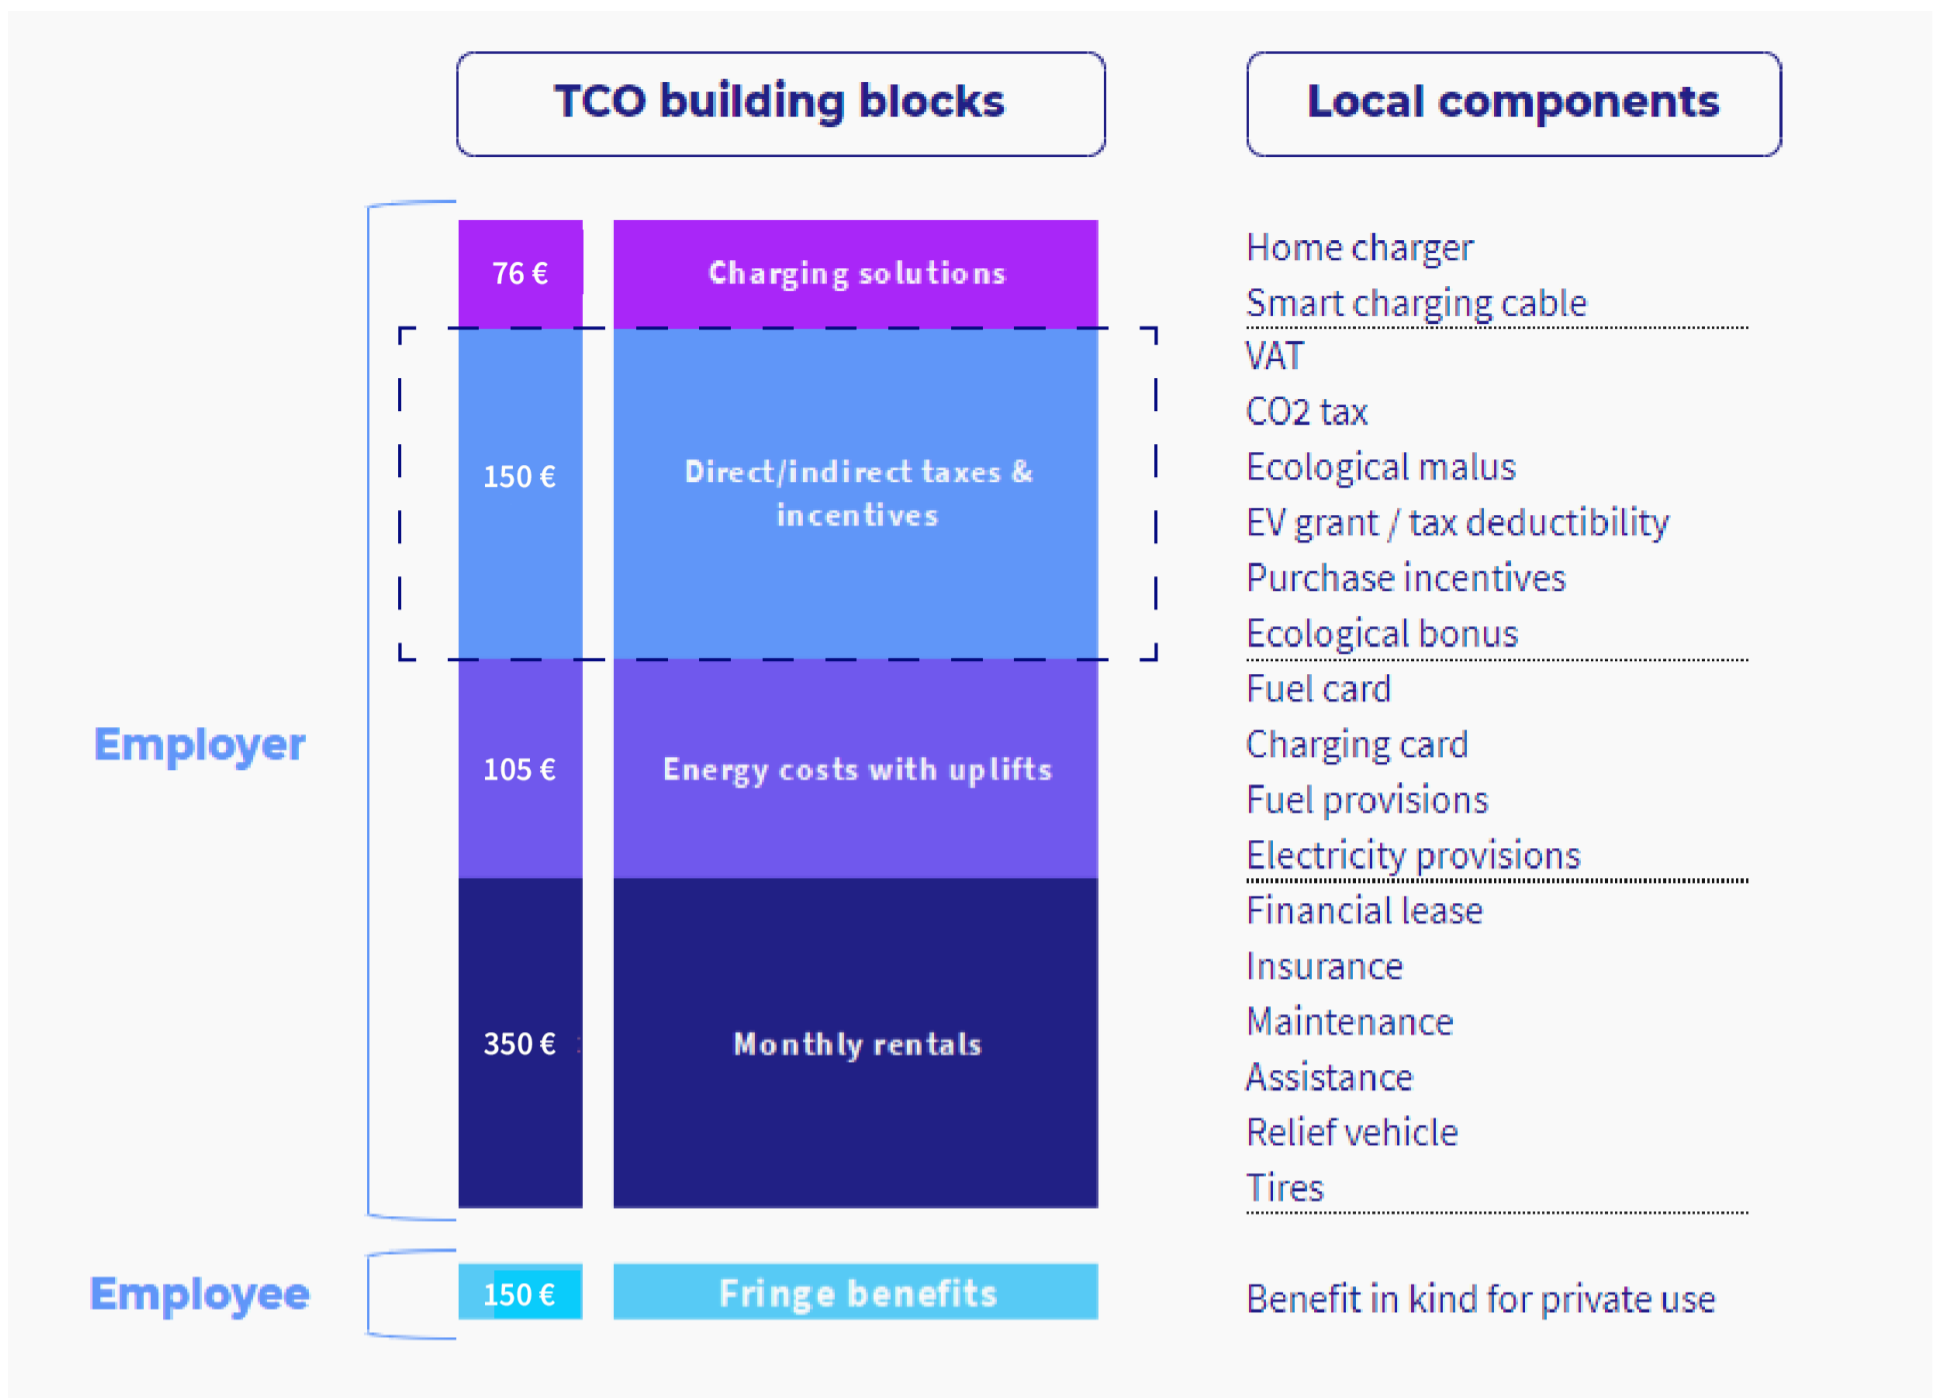 TCO building blocks
Local components
76 €
Charging solutions
Home charger
Smart charging cable
150 €
Direct/indirect taxes &
incentives
VAT
CO2 tax
Ecological malus
EV grant / tax deductibility
Purchase incentives
Ecological bonus
Employer
105 €
Energy costs with uplifts
Fuel card
Charging card
Fuel provisions
Electricity provisions
350 €
Monthly rentals
Financial lease
Insurance
Maintenance
Assistance
Relief vehicle
Tires
Employee
150 €
Fringe benefits
Benefit in kind for private use